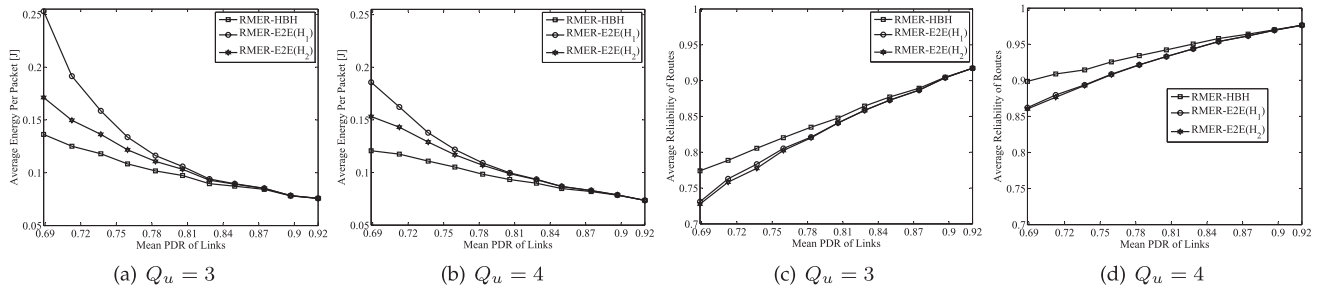 0.25
0.2
0.15
0.1
0.05
Average Energy Per Packet [J]
RMER-HBH
RMER-E2E(H1)
RMER-E2E(H2)
0.69 0.72 0.75 0.78 0.81 0.84 0.87 0.9 0.92
Mean PDR of Links
(a) Qu = 3
0.25
0.2
0.15
0.1
0.05
Average Energy Per Packet [J]
RMER-HBH
RMER-E2E(H1)
RMER-E2E(H2)
0.69 0.72 0.75 0.78 0.81 0.84 0.87 0.9 0.92
Mean PDR of Links
(b) Qu = 4
1
0.95
0.9
0.85
0.8
0.75
0.7
Average Reliability of Routes
RMER-HBH
RMER-E2E(H1)
RMER-E2E(H2)
0.69 0.72 0.75 0.78 0.81 0.84 0.87 0.9 0.92
Mean PDR of Links
(c) Qu = 3
1
0.95
0.9
0.85
0.8
0.75
0.7
Average Reliability of Routes
RMER-HBH
RMER-E2E(H1)
RMER-E2E(H2)
0.69 0.72 0.75 0.78 0.81 0.84 0.87 0.9 0.92
Mean PDR of Links
(d) Qu = 4